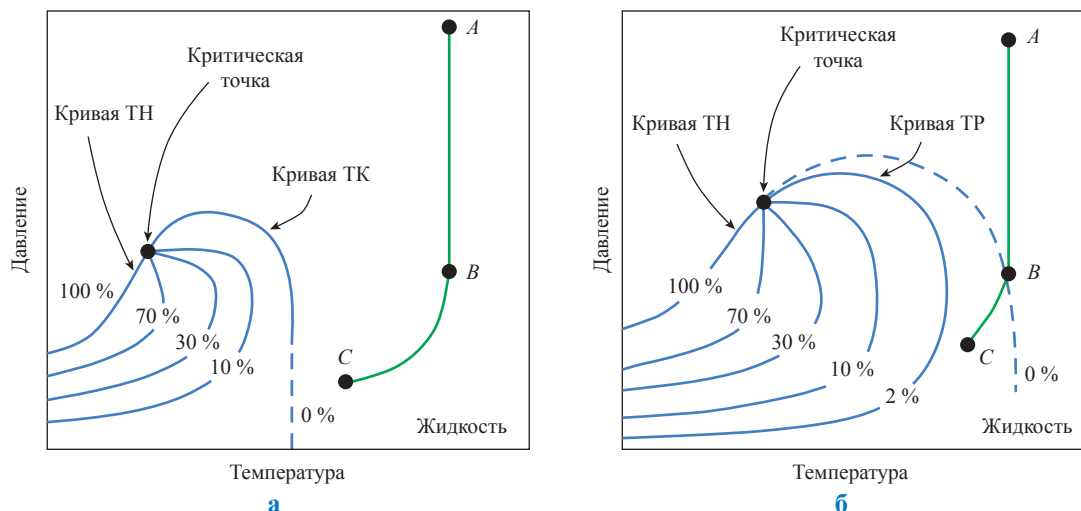 A
Критическая
точка
Кривая ТН
Кривая ТК
Давление
100 %
70 %
30 %
10 %
0 %
B
C
Жидкость
Температура
а
A
Критическая
точка
Кривая ТН
Кривая ТР
Давление
100 %
70 %
30 %
10 %
2 %
0 %
B
C
Жидкость
Температура
б